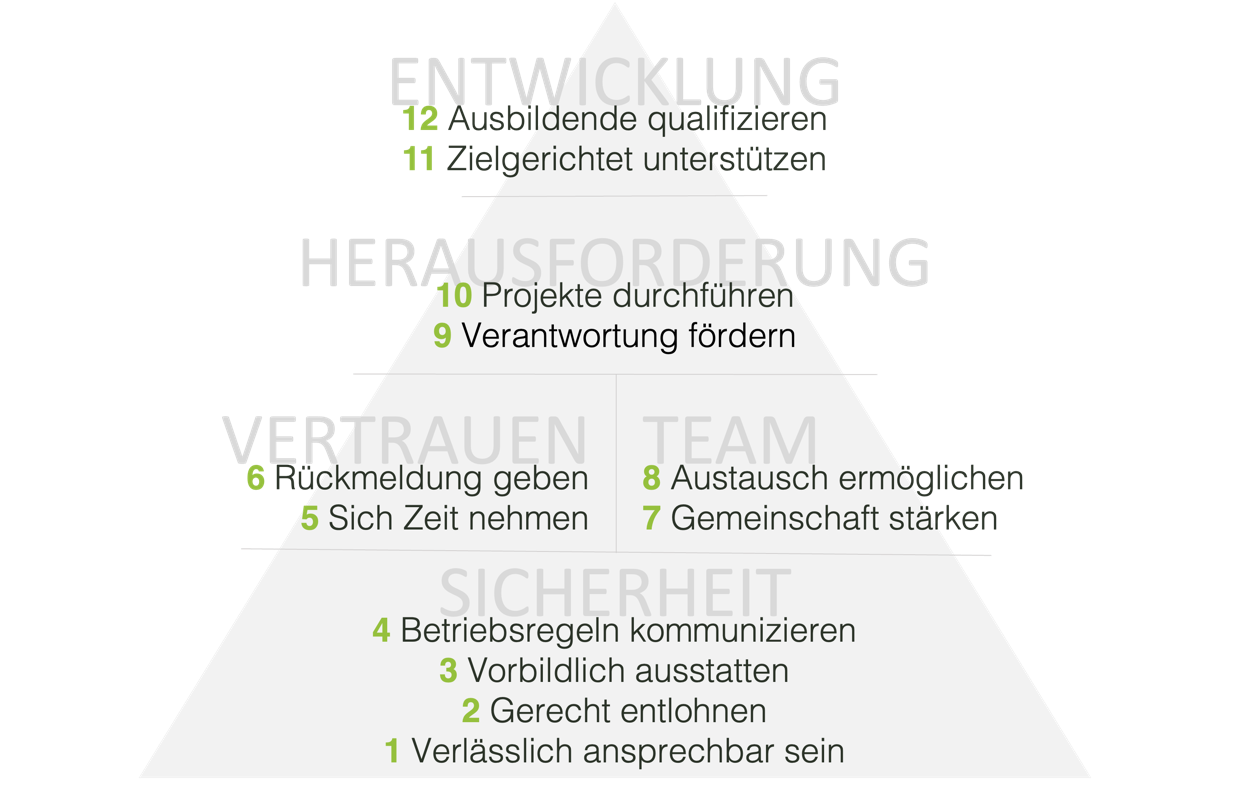 ENTWICKLUNG
12 Ausbildende qualifizieren
11 Zielgerichtet unterstützen
HERAUSFORDERUNG
10 Projekte durchführen
9 Verantwortung fördern
VERTRAUEN
6 Rückmeldung geben
5 Sich Zeit nehmen
TEAM
8 Austausch ermöglichen
7 Gemeinschaft stärken
SICHERHEIT
4 Betriebsregeln kommunizieren
3 Vorbildlich ausstatten
2 Gerecht entlohnen
1 Verlässlich ansprechbar sein